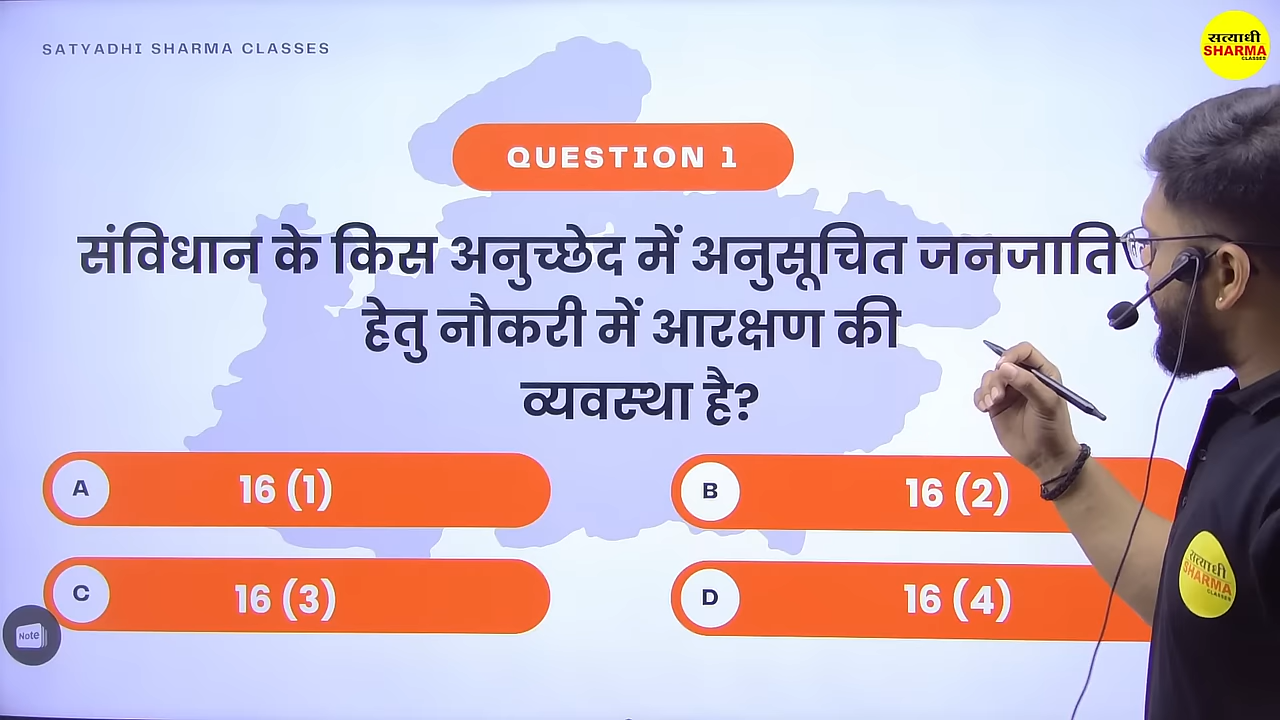 SATYADHI SHARMA CLASSES
सत्याधी
SHARMA
CLASSES
QUESTION 1
संविधान के किस अनुच्छेद में अनुसूचित जनजाति
हेतु नौकरी में आरक्षण की
व्यवस्था है?
A 16 (1)
B 16 (2)
C 16 (3)
D 16 (4)
Note
सत्याधी
SHARMA
CLASSES